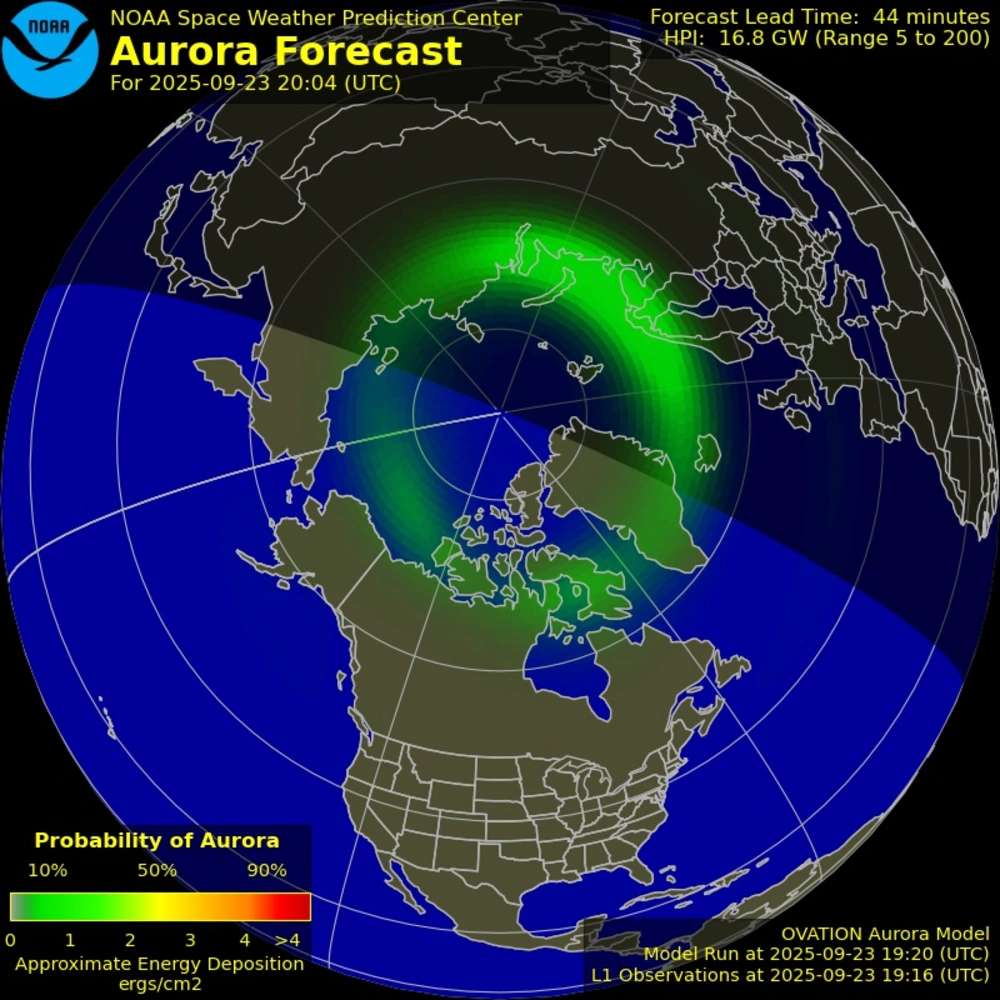 NOAA
NOAA Space Weather Prediction Center
Aurora Forecast
For 2025-09-23 20:04 (UTC)
Forecast Lead Time: 44 minutes
HPI: 16.8 GW (Range 5 to 200)
Probability of Aurora
10% 50% 90%
0 1 2 3 4 >4
Approximate Energy Deposition
ergs/cm2
OVATION Aurora Model
Model Run at 2025-09-23 19:20 (UTC)
L1 Observations at 2025-09-23 19:16 (UTC)